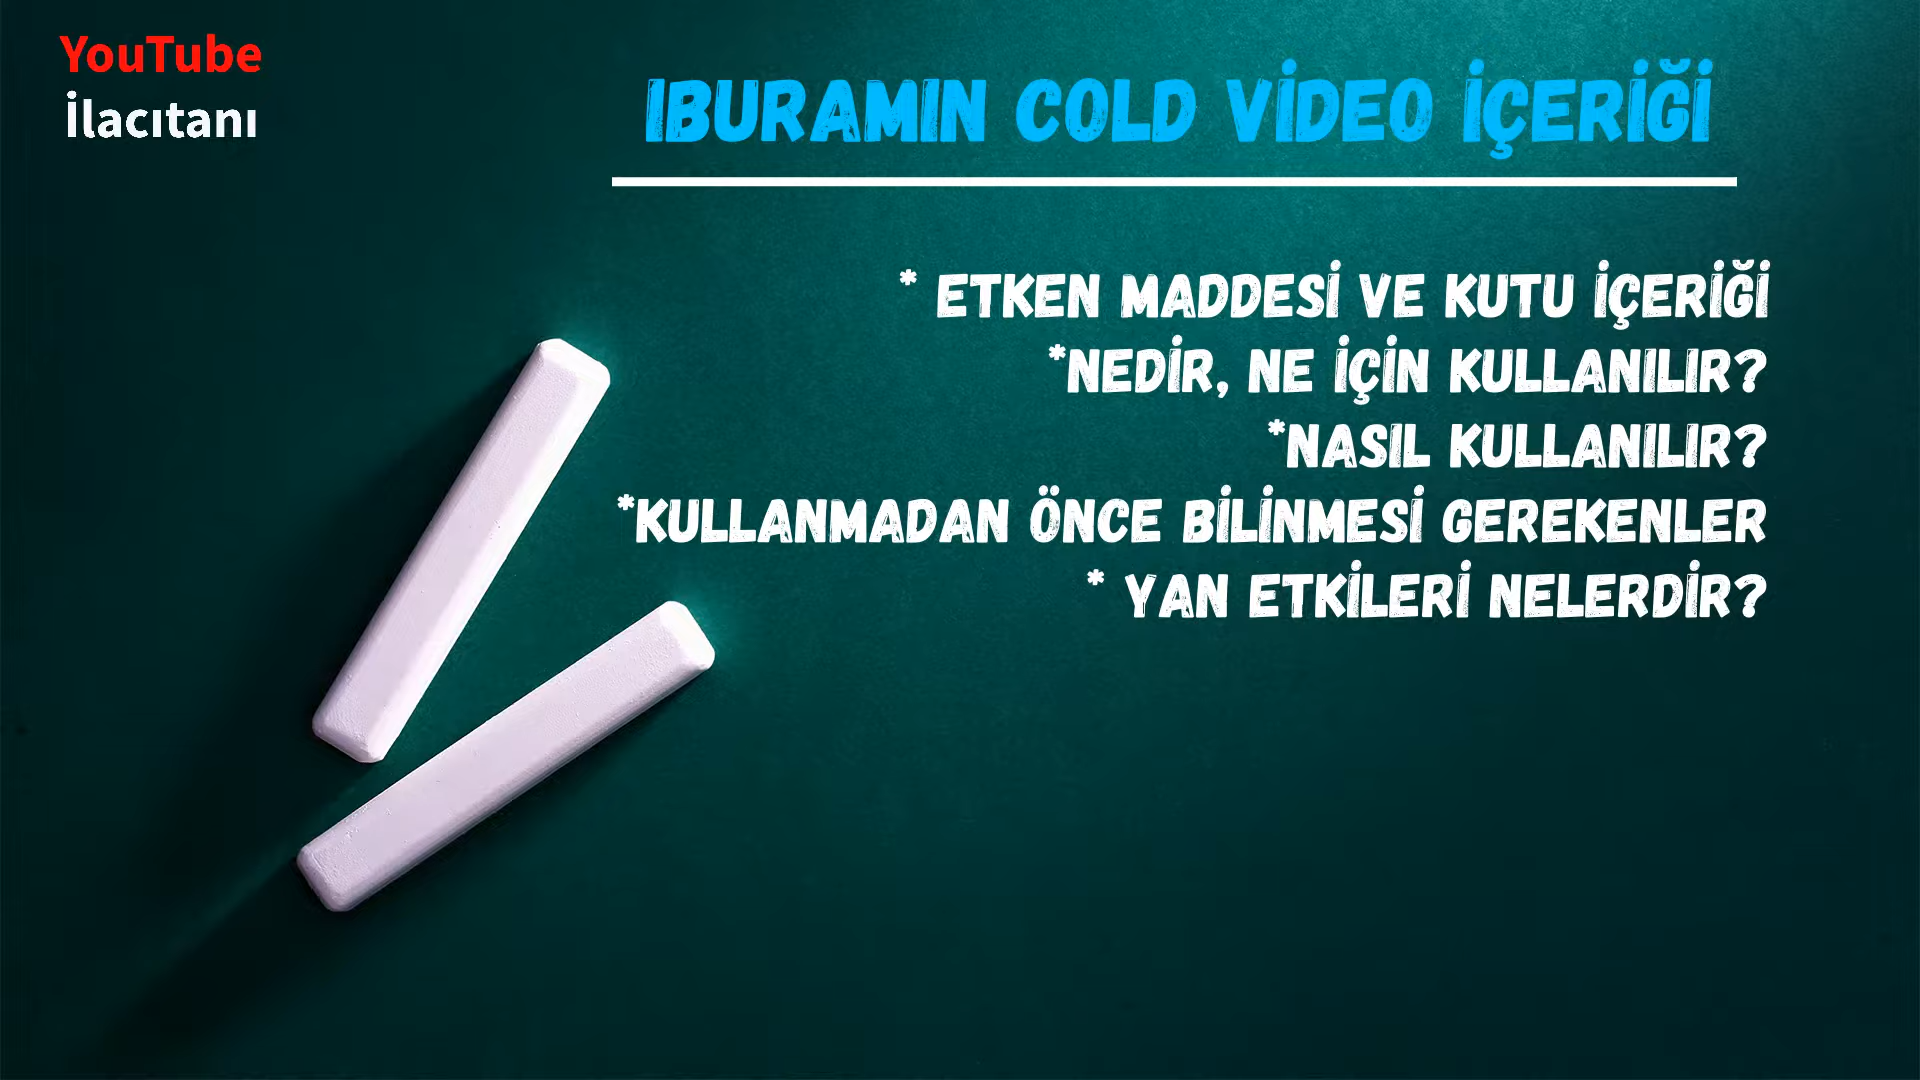 YouTube
İlacıtanı
IBURAMIN COLD VİDEO İÇERİĞİ
* ETKEN MADDESİ VE KUTU İÇERİĞİ
*NEDİR, NE İÇİN KULLANILIR?
*NASIL KULLANILIR?
*KULLANMADAN ÖNCE BİLİNMESİ GEREKENLER
* YAN ETKİLERİ NELERDİR?